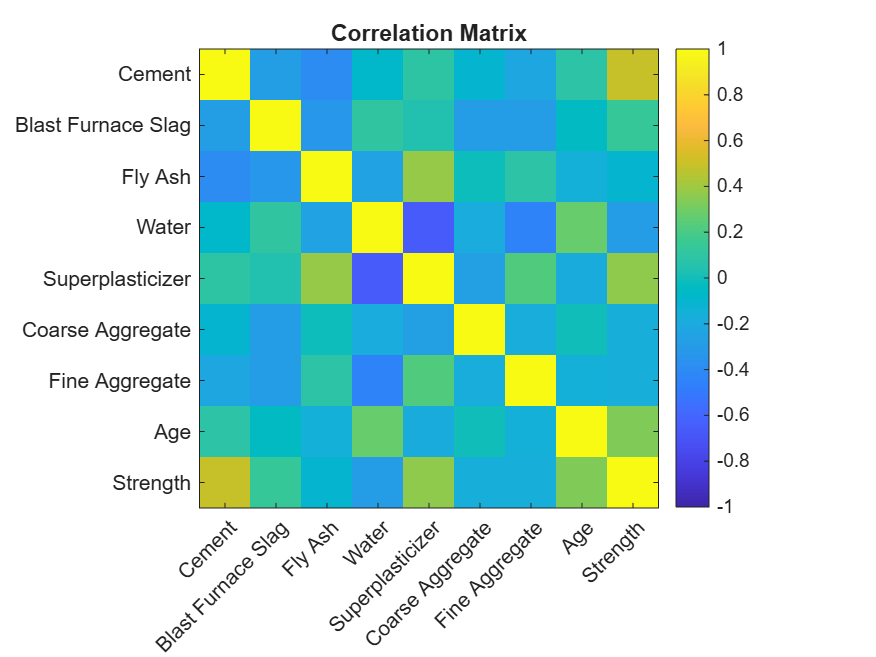 Correlation Matrix
Cement
Blast Furnace Slag
Fly Ash
Water
Superplasticizer
Coarse Aggregate
Fine Aggregate
Age
Strength
Cement
Blast Furnace Slag
Fly Ash
Water
Superplasticizer
Coarse Aggregate
Fine Aggregate
Age
Strength
1
0.8
0.6
0.4
0.2
0
-0.2
-0.4
-0.6
-0.8
-1